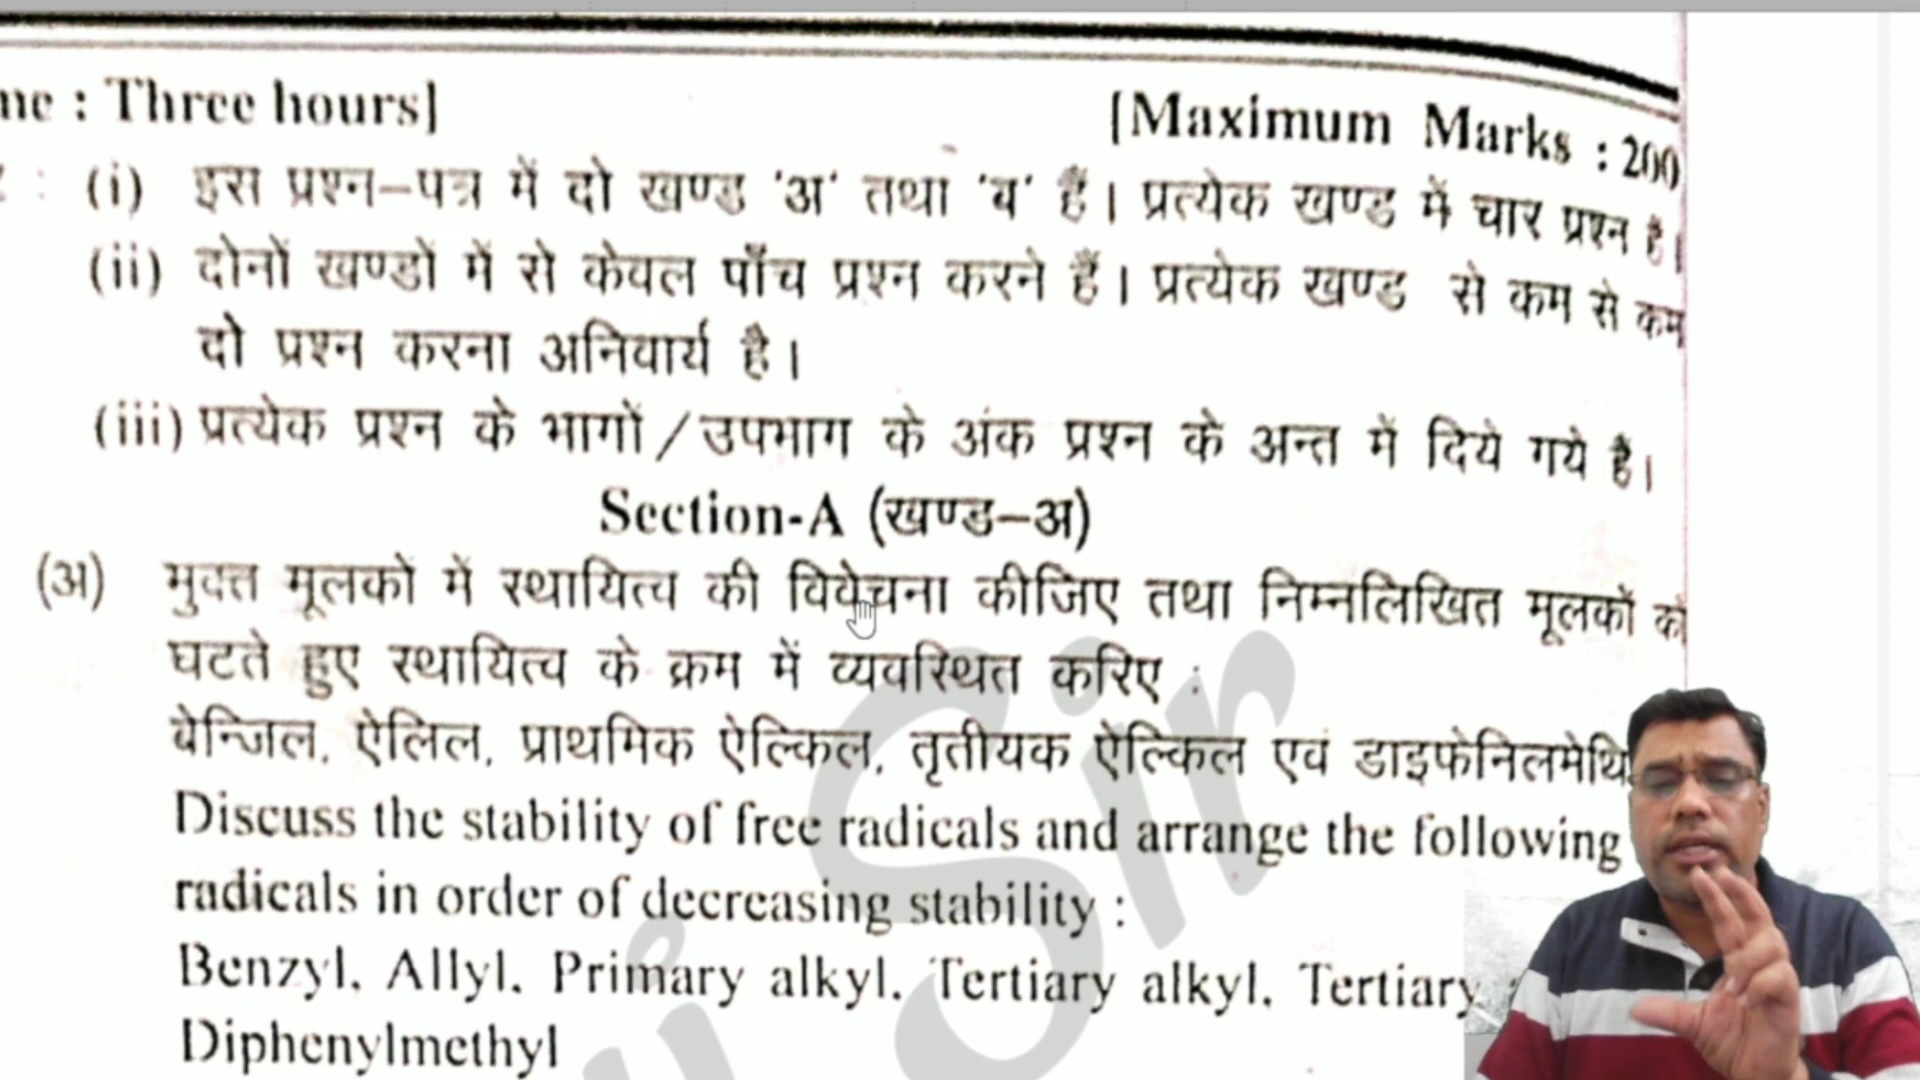 : Three hours]
[Maximum Marks : 200
(i) इस प्रश्न–पत्र में दो खण्ड 'अ' तथा 'ब' हैं। प्रत्येक खण्ड में चार प्रश्न है।
(ii) दोनों खण्डों में से केवल पाँच प्रश्न करने हैं। प्रत्येक खण्ड से कम से कम
दो प्रश्न करना अनिवार्य है।
(iii) प्रत्येक प्रश्न के भागों/उपभाग के अंक प्रश्न के अन्त में दिये गये है।
Section-A (खण्ड–अ)
(अ) मुक्त मूलकों में स्थायित्व की विवेचना कीजिए तथा निम्नलिखित मूलकों को
घटते हुए स्थायित्व के क्रम में व्यवस्थित करिए :
बेन्जिल, ऐलिल, प्राथमिक ऐल्किल, तृतीयक ऐल्किल एवं
Discuss the stability of free radicals and arrange the following
radicals in order of decreasing stability :
Benzyl, Allyl, Primary alkyl, Tertiary alkyl, Tertiary
Diphenylmethyl
Sir